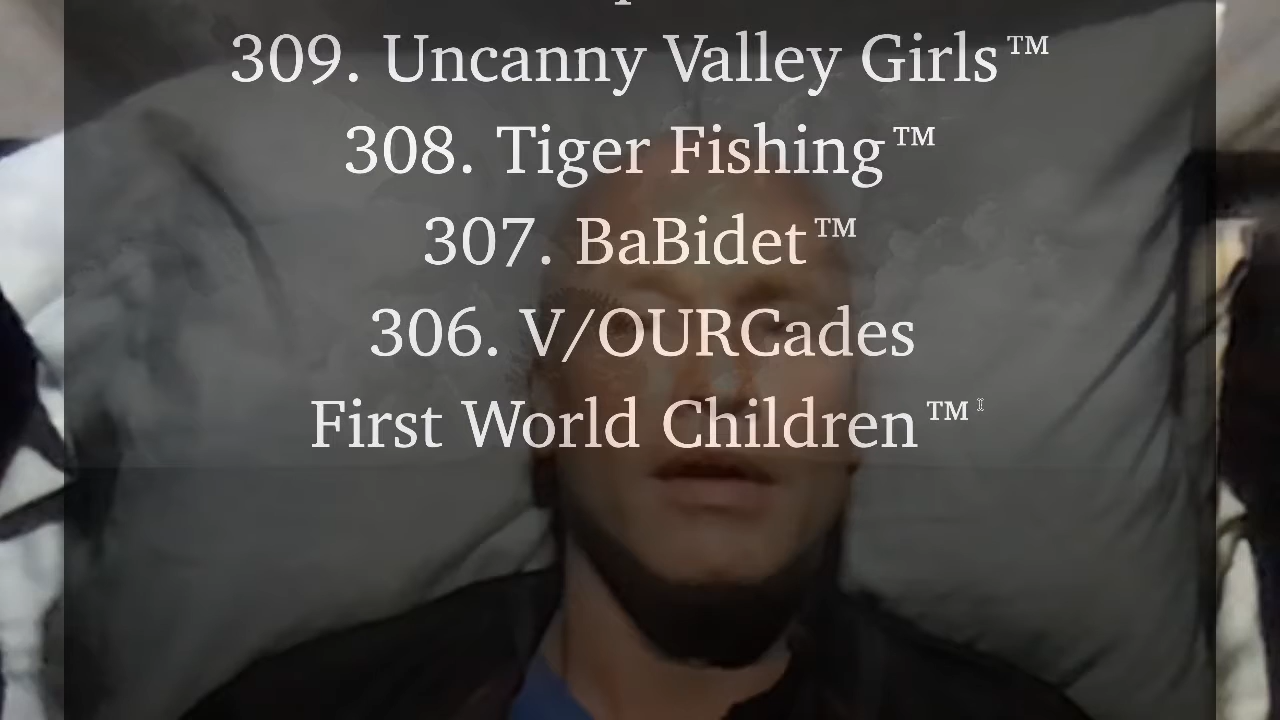 309. Uncanny Valley Girls™
308. Tiger Fishing™
307. BaBidet™
306. V/OURCades
First World Children™